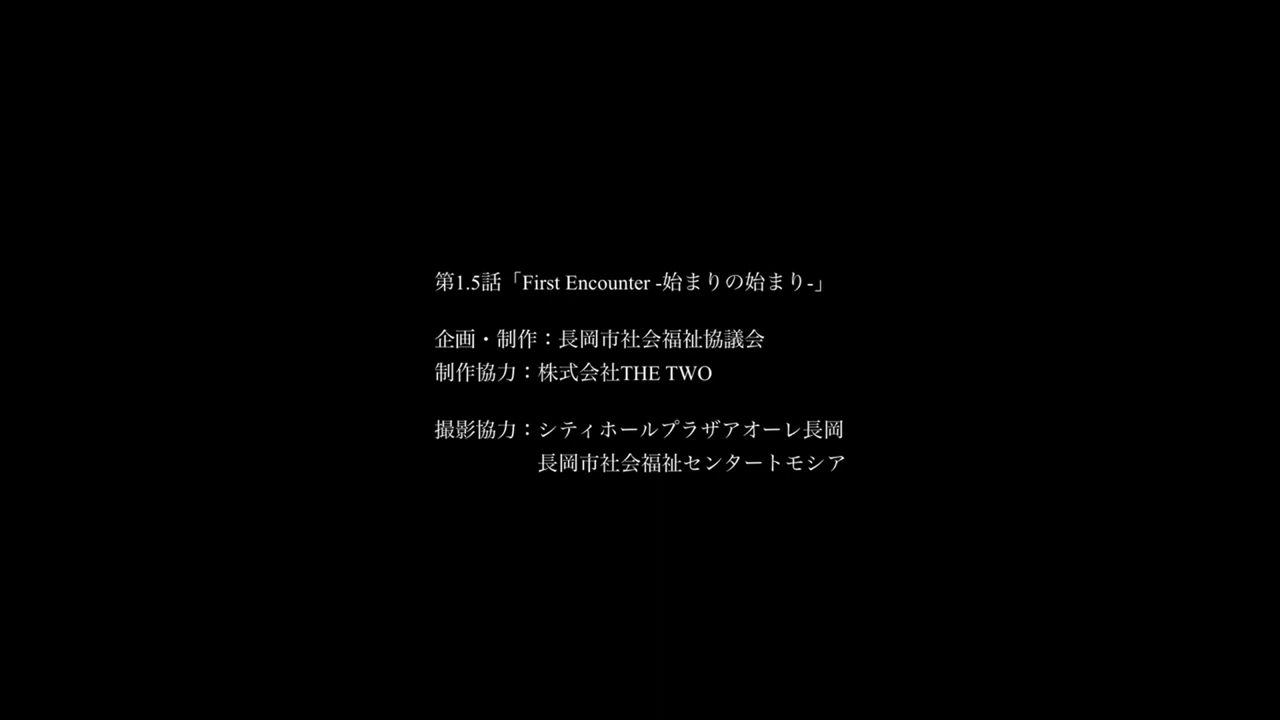 第1.5話「First Encounter -始まりの始まり-」
企画・制作：長岡市社会福祉協議会
制作協力：株式会社THE TWO
撮影協力：シティホールプラザアオーレ長岡
長岡市社会福祉センタートモシア